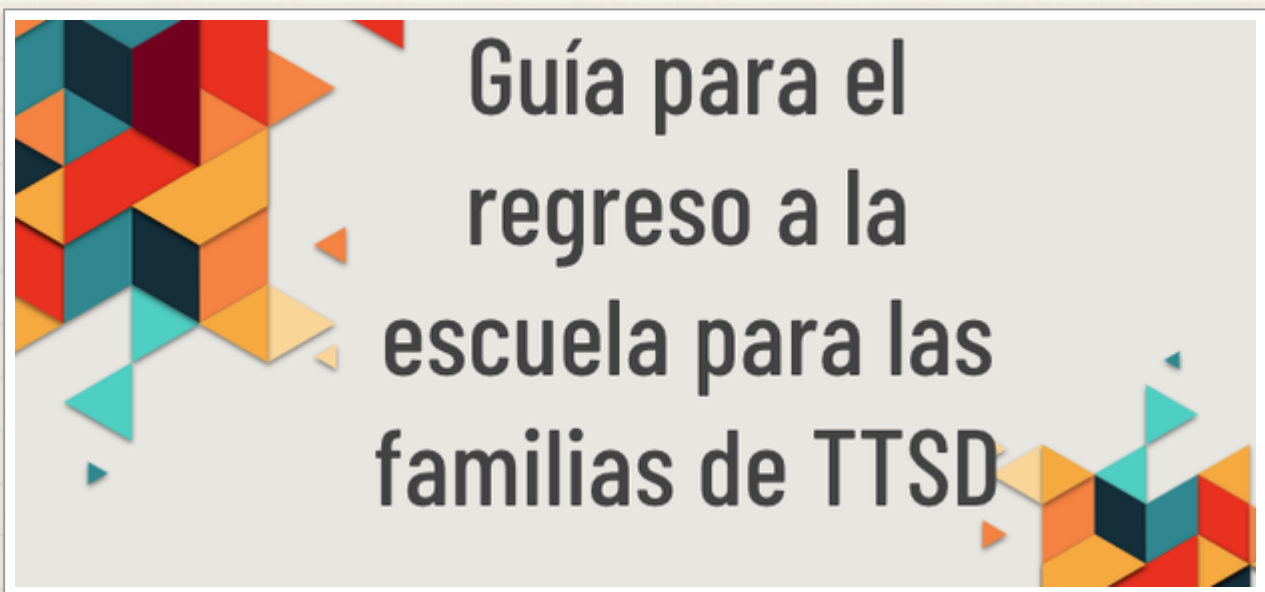 Guía para el
regreso a la
escuela para las
familias de TTSD